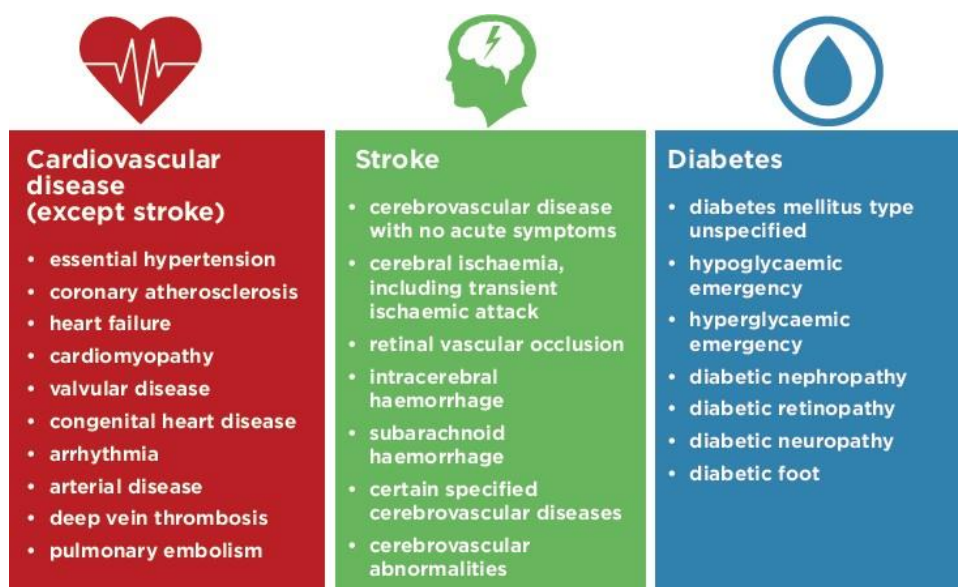 Cardiovascular
disease
(except stroke)
• essential hypertension
• coronary atherosclerosis
• heart failure
• cardiomyopathy
• valvular disease
• congenital heart disease
• arrhythmia
• arterial disease
• deep vein thrombosis
• pulmonary embolism
Stroke
• cerebrovascular disease
with no acute symptoms
• cerebral ischaemia,
including transient
ischaemic attack
• retinal vascular occlusion
• intracerebral
haemorrhage
• subarachnoid
haemorrhage
• certain specified
cerebrovascular diseases
• cerebrovascular
abnormalities
Diabetes
• diabetes mellitus type
unspecified
• hypoglycaemic
emergency
• hyperglycaemic
emergency
• diabetic nephropathy
• diabetic retinopathy
• diabetic neuropathy
• diabetic foot